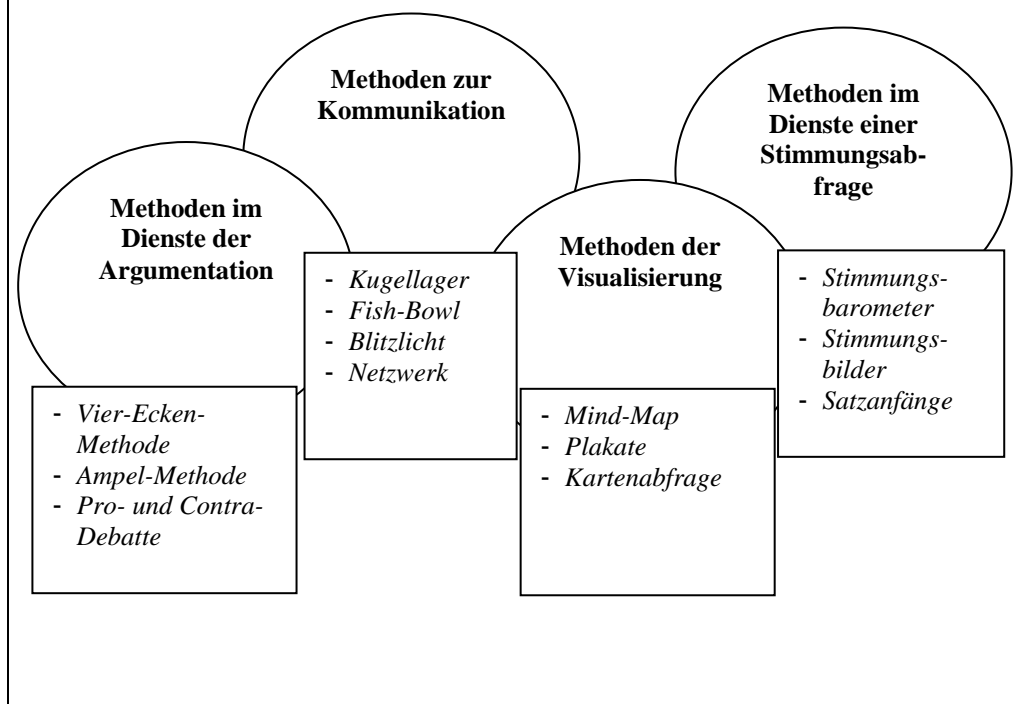 Methoden im
Dienste der
Argumentation
- Vier-Ecken-
Methode
- Ampel-Methode
- Pro- und Contra-
Debatte
Methoden zur
Kommunikation
- Kugellager
- Fish-Bowl
- Blitzlicht
- Netzwerk
Methoden der
Visualisierung
- Mind-Map
- Plakate
- Kartenabfrage
Methoden im
Dienste einer
Stimmungsab-
frage
- Stimmungs-
barometer
- Stimmungs-
bilder
- Satzanfänge